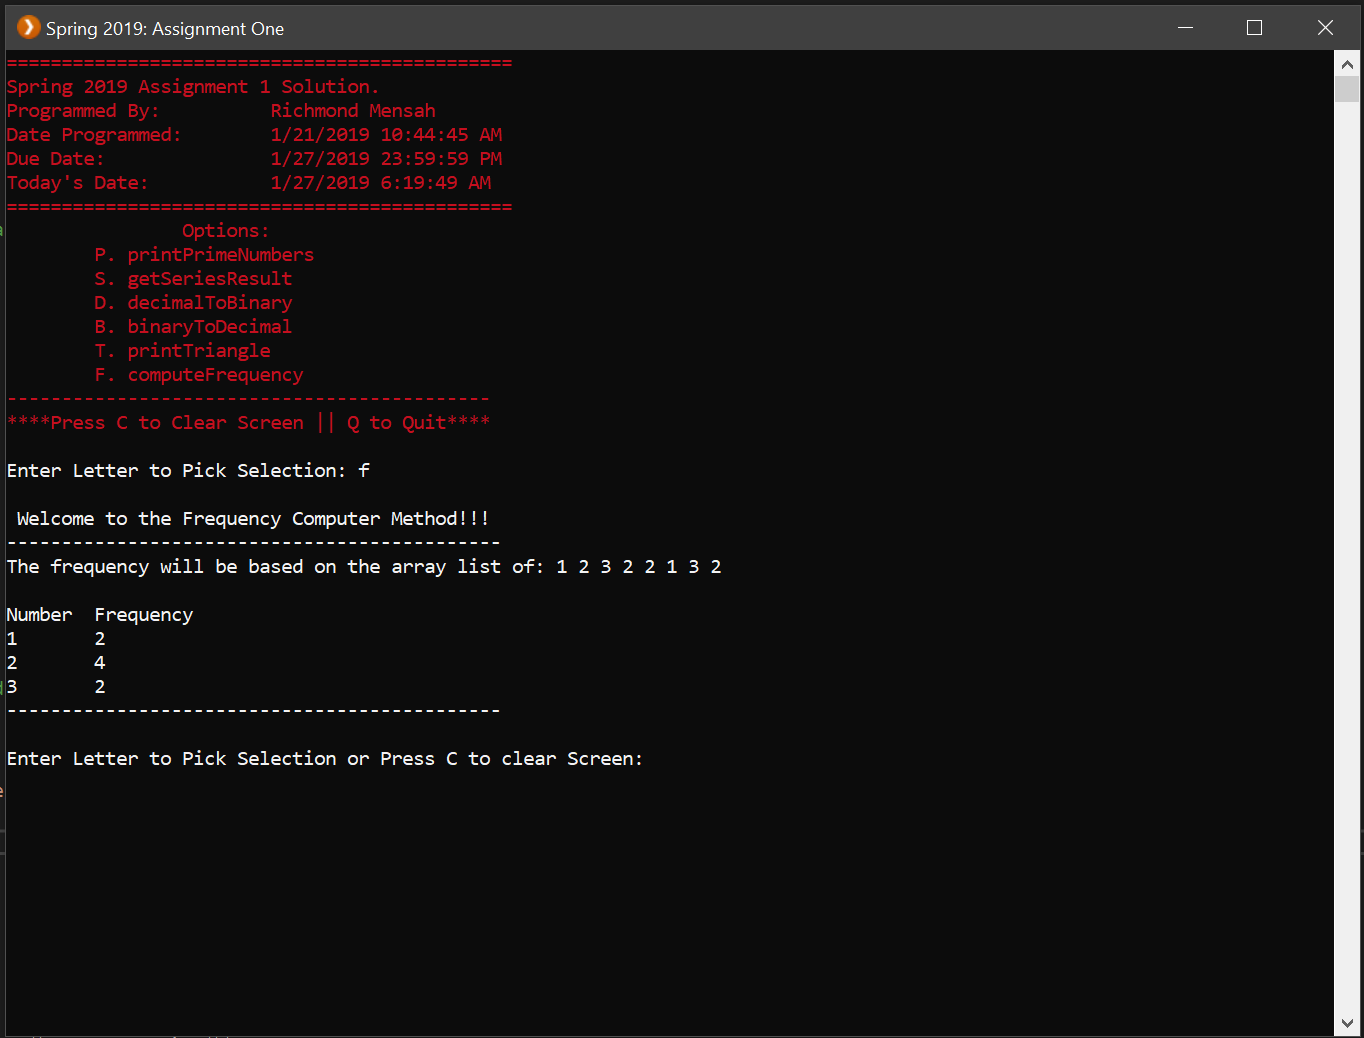 Spring 2019: Assignment One
==============================================
Spring 2019 Assignment 1 Solution.
Programmed By:          Richmond Mensah
Date Programmed:        1/21/2019 10:44:45 AM
Due Date:               1/27/2019 23:59:59 PM
Today's Date:           1/27/2019 6:19:49 AM
==============================================
                Options:
        P. printPrimeNumbers
        S. getSeriesResult
        D. decimalToBinary
        B. binaryToDecimal
        T. printTriangle
        F. computeFrequency
--------------------------------------------
****Press C to Clear Screen || Q to Quit****
Enter Letter to Pick Selection: f
 Welcome to the Frequency Computer Method!!!
---------------------------------------------
The frequency will be based on the array list of: 1 2 3 2 2 1 3 2
Number  Frequency
1       2
2       4
3       2
---------------------------------------------
Enter Letter to Pick Selection or Press C to clear Screen: